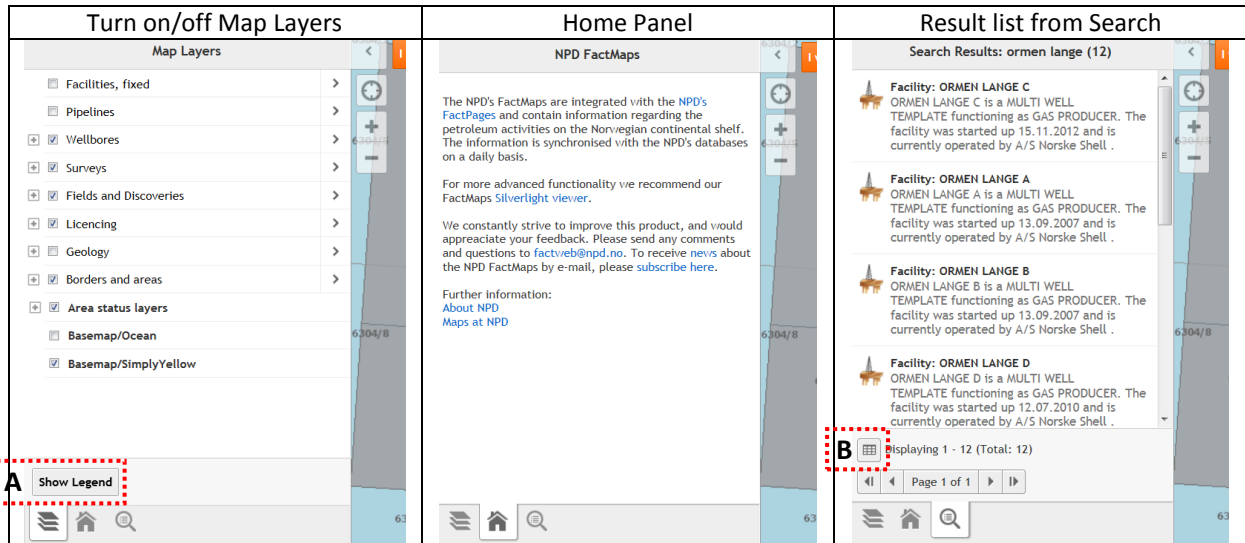 Turn on/off Map Layers
Home Panel
Result list from Search
Map Layers
Facilities, fixed
Pipelines
Wellbores
Surveys
Fields and Discoveries
Licencing
Geology
Borders and areas
Area status layers
Basemap/Ocean
Basemap/SimplyYellow
6304/8
A
Show Legend
NPD FactMaps
The NPD's FactMaps are integrated with the NPD's
FactPages and contain information regarding the
petroleum activities on the Norwegian continental shelf.
The information is synchronised with the NPD's databases
on a daily basis.
For more advanced functionality we recommend our
FactMaps Silverlight viewer.
We constantly strive to improve this product, and would
appreaciate your feedback. Please send any comments
and questions to factweb@npd.no. To receive news about
the NPD FactMaps by e-mail, please subscribe here.
Further information:
About NPD
Maps at NPD
6304/8
63
Search Results: ormen lange (12)
Facility: ORMEN LANGE C
ORMEN LANGE C is a MULTI WELL
TEMPLATE functioning as GAS PRODUCER. The
facility was started up 15.11.2012 and is
currently operated by A/S Norske Shell .
Facility: ORMEN LANGE A
ORMEN LANGE A is a MULTI WELL
TEMPLATE functioning as GAS PRODUCER. The
facility was started up 13.09.2007 and is
currently operated by A/S Norske Shell .
Facility: ORMEN LANGE B
ORMEN LANGE B is a MULTI WELL
TEMPLATE functioning as GAS PRODUCER. The
facility was started up 13.09.2007 and is
currently operated by A/S Norske Shell .
Facility: ORMEN LANGE D
ORMEN LANGE D is a MULTI WELL
TEMPLATE functioning as GAS PRODUCER. The
facility was started up 12.07.2010 and is
currently operated by A/S Norske Shell .
6304/8
B
Displaying 1 - 12 (Total: 12)
Page 1 of 1
63